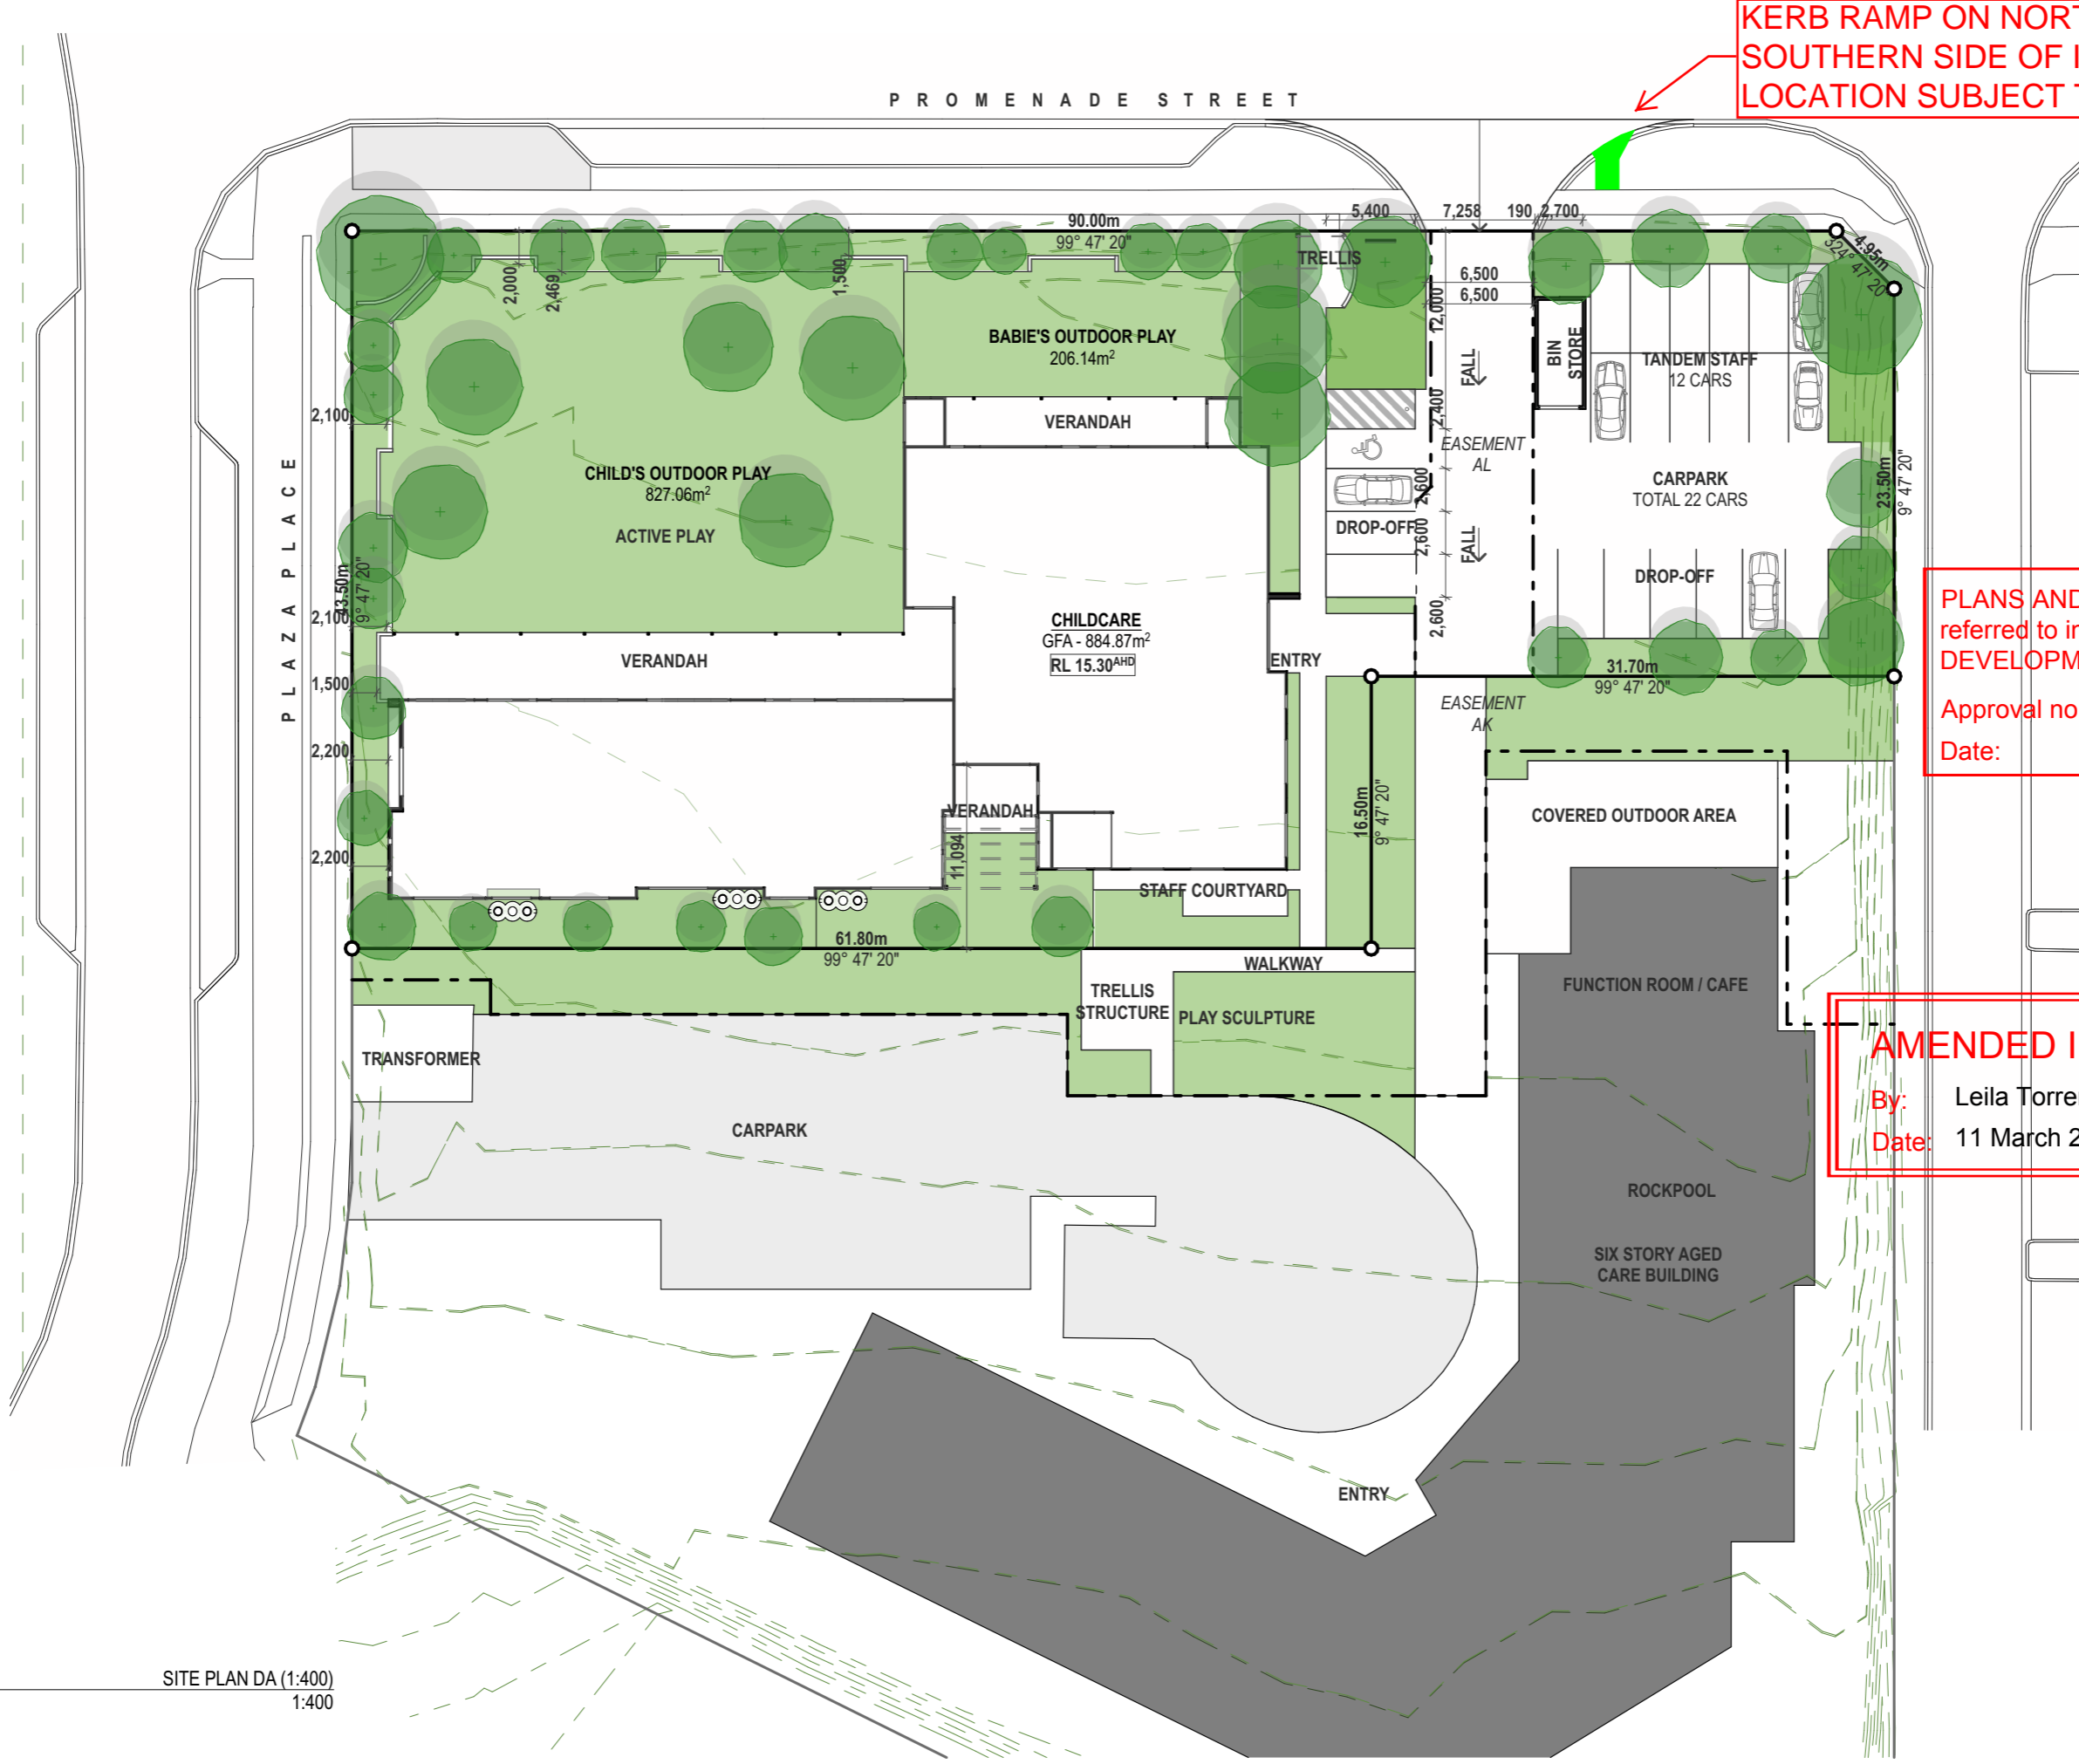 KERB RAMP ON NORT
SOUTHERN SIDE OF I
LOCATION SUBJECT T
PROMENADE STREET
90.00m
99° 47' 20"
5,400
7,258
190
2,700
4.95m
324° 47' 20"
TRELLIS
2,000
2,469
1,500
6,500
6,500
12,000
BABIE'S OUTDOOR PLAY
206.14m²
FALL
BIN
STORE
TANDEM STAFF
12 CARS
2,100
VERANDAH
2,400
EASEMENT
AL
PLAZA PLACE
CHILD'S OUTDOOR PLAY
827.06m²
ACTIVE PLAY
2,600
DROP-OFF
2,600
FALL
CARPARK
TOTAL 22 CARS
23.50m
9° 47' 20"
DROP-OFF
43.50m
9° 47' 20"
2,100
CHILDCARE
GFA - 884.87m²
RL 15.30AHD
2,600
PLANS AND
referred to in
DEVELOPM
Approval no
Date:
VERANDAH
ENTRY
31.70m
99° 47' 20"
1,500
EASEMENT
AK
2,200
VERANDAH
11,094
16.50m
9° 47' 20"
COVERED OUTDOOR AREA
2,200
STAFF COURTYARD
61.80m
99° 47' 20"
WALKWAY
TRELLIS
STRUCTURE
PLAY SCULPTURE
FUNCTION ROOM / CAFE
TRANSFORMER
AMENDED I
By: Leila Torre
Date: 11 March 2
CARPARK
ROCKPOOL
SIX STORY AGED
CARE BUILDING
ENTRY
SITE PLAN DA (1:400)
1:400